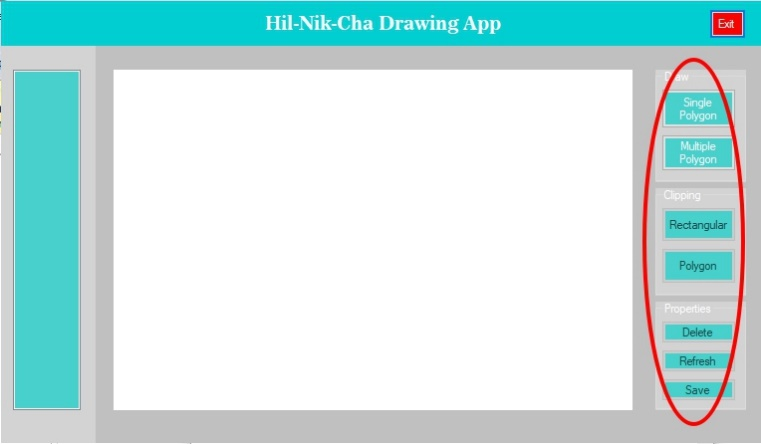 Hil-Nik-Cha Drawing App
Exit
Draw
Single
Polygon
Multiple
Polygon
Clipping
Rectangular
Polygon
Properties
Delete
Refresh
Save